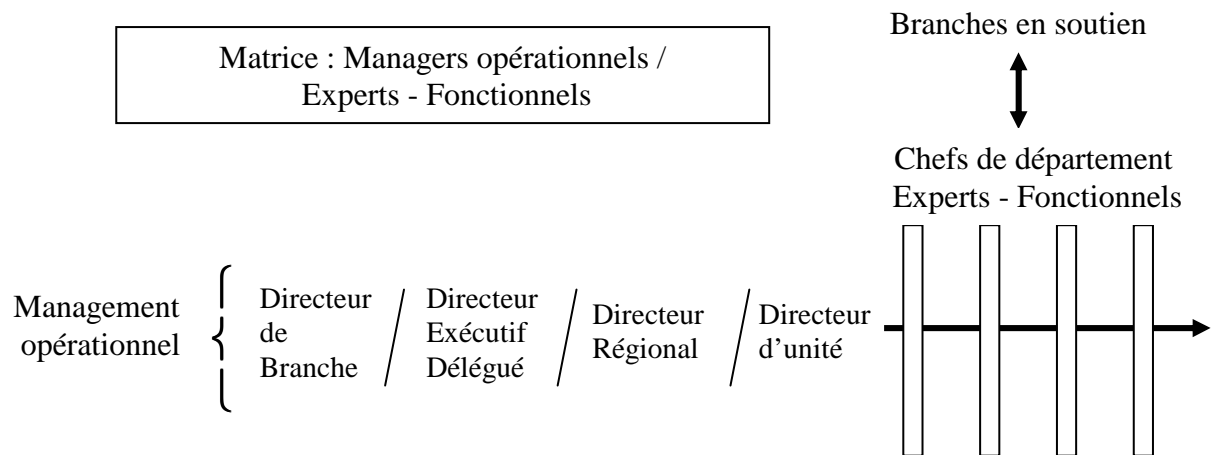 Branches en soutien
Matrice : Managers opérationnels /
Experts - Fonctionnels
Chefs de département
Experts - Fonctionnels
Management
opérationnel
Directeur
de
Branche
Directeur
Exécutif
Délégué
Directeur
Régional
Directeur
d’unité